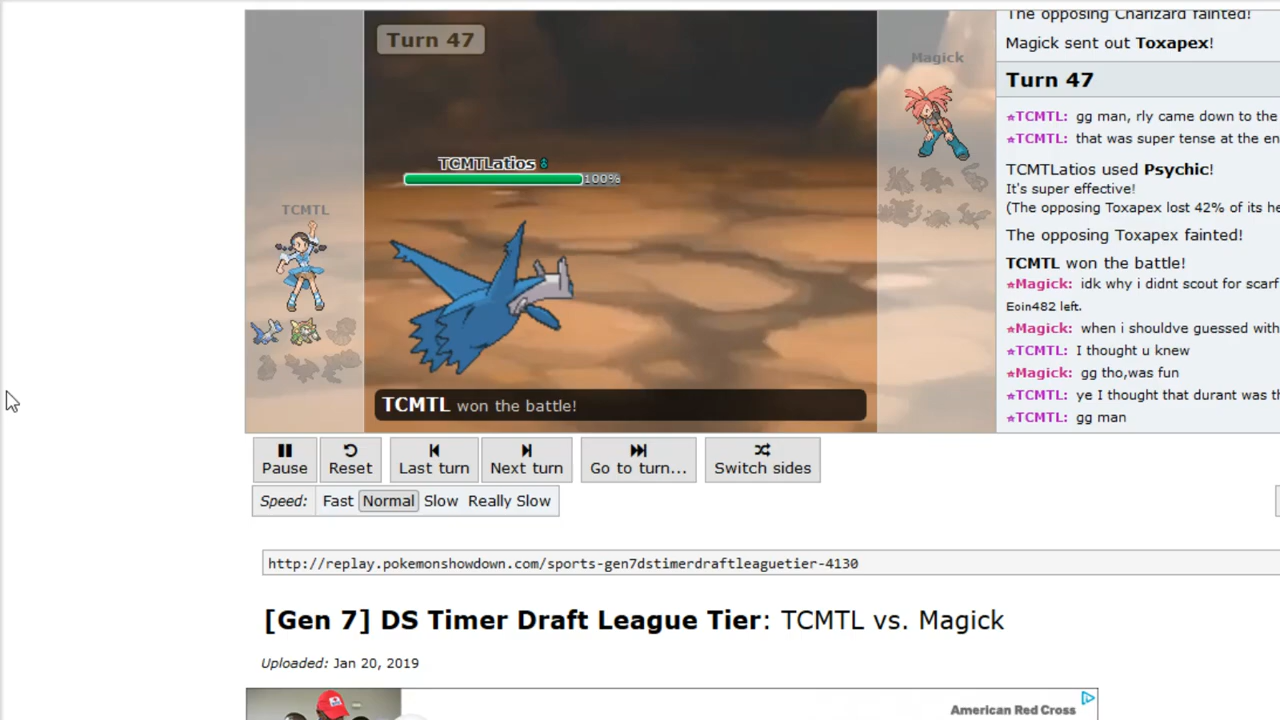 Turn 47
TCMTLatios
100%
TCMTL
Magick
TCMTL won the battle!
The opposing Charizard fainted!
Magick sent out Toxapex!
Turn 47
☆TCMTL: gg man, rly came down to the
☆TCMTL: that was super tense at the en
TCMTLatios used Psychic!
It's super effective!
(The opposing Toxapex lost 42% of its he
The opposing Toxapex fainted!
TCMTL won the battle!
☆Magick: idk why i didnt scout for scarf
Eoin482 left.
☆Magick: when i shouldve guessed with
☆TCMTL: I thought u knew
☆Magick: gg tho,was fun
☆TCMTL: ye I thought that durant was th
☆TCMTL: gg man
Pause
Reset
Last turn
Next turn
Go to turn...
Switch sides
Speed: Fast Normal Slow Really Slow
http://replay.pokemonshowdown.com/sports-gen7dstimerdraftleaguetier-4130
[Gen 7] DS Timer Draft League Tier: TCMTL vs. Magick
Uploaded: Jan 20, 2019
American Red Cross